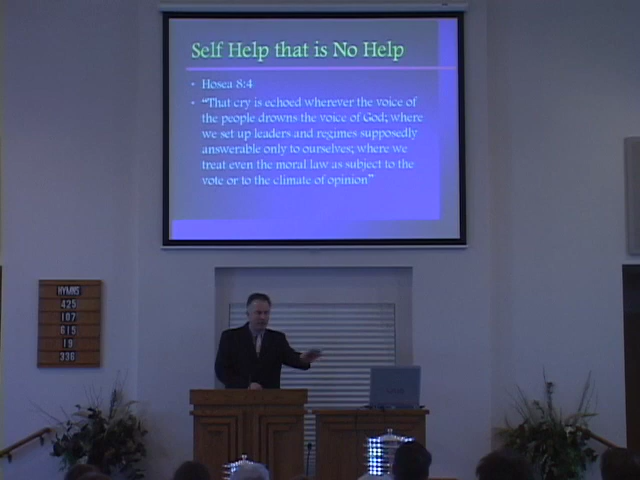 Self Help that is No Help
• Hosea 8:4
• “That cry is echoed wherever the voice of
the people drowns the voice of God; where
we set up leaders and regimes supposedly
answerable only to ourselves; where we
treat even the moral law as subject to the
vote or to the climate of opinion”
HYMNS
425
107
615
19
336